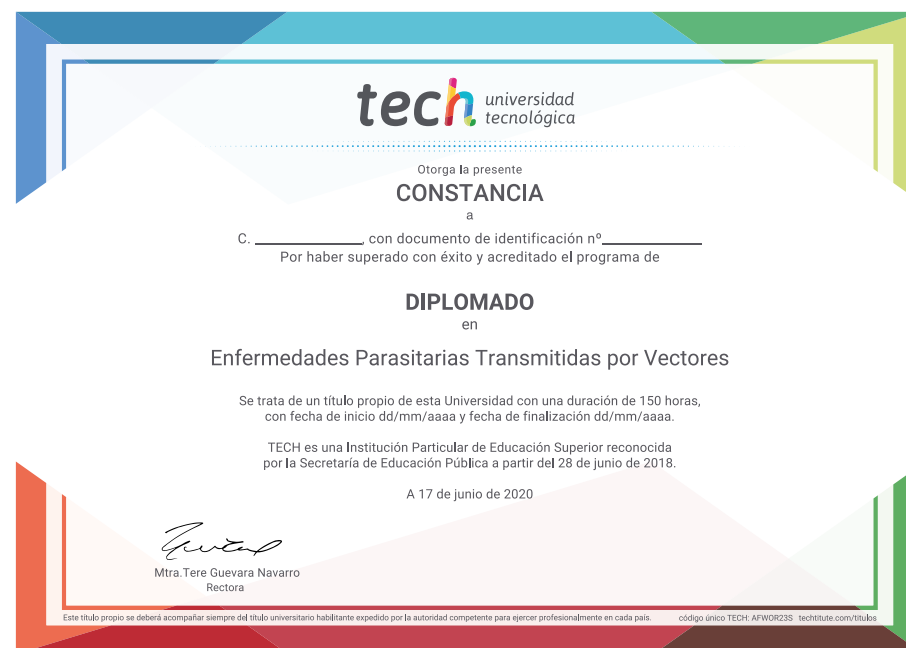 tech universidad
tecnológica
Otorga la presente
CONSTANCIA
a
C. ____________, con documento de identificación nº____________
Por haber superado con éxito y acreditado el programa de
DIPLOMADO
en
Enfermedades Parasitarias Transmitidas por Vectores
Se trata de un título propio de esta Universidad con una duración de 150 horas,
con fecha de inicio dd/mm/aaaa y fecha de finalización dd/mm/aaaa.
TECH es una Institución Particular de Educación Superior reconocida
por la Secretaría de Educación Pública a partir del 28 de junio de 2018.
A 17 de junio de 2020
Mtra.Tere Guevara Navarro
Rectora
Este título propio se deberá acompañar siempre del título universitario habilitante expedido por la autoridad competente para ejercer profesionalmente en cada país. código único TECH: AFWOR23S techtitute.com/titulos